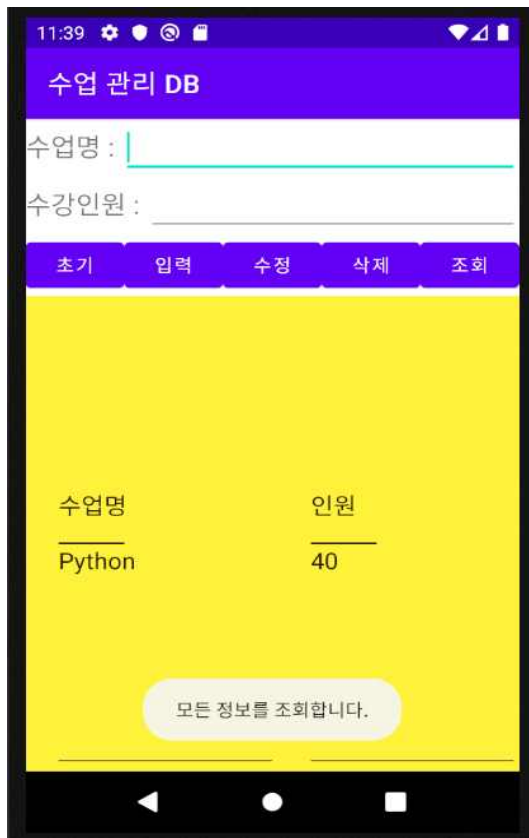 11:39
수업 관리 DB
수업명 :
수강인원 :
초기 입력 수정 삭제 조회
수업명 인원
Python 40
모든 정보를 조회합니다.